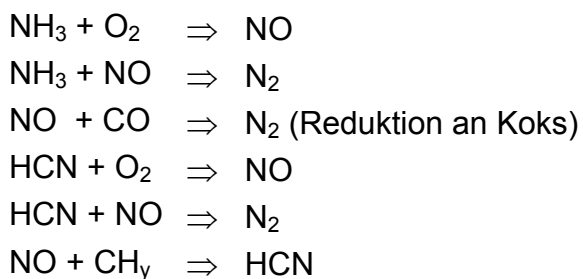 NH₃ + O₂ ⇒ NO
NH₃ + NO ⇒ N₂
NO + CO ⇒ N₂ (Reduktion an Koks)
HCN + O₂ ⇒ NO
HCN + NO ⇒ N₂
NO + CHᵧ ⇒ HCN